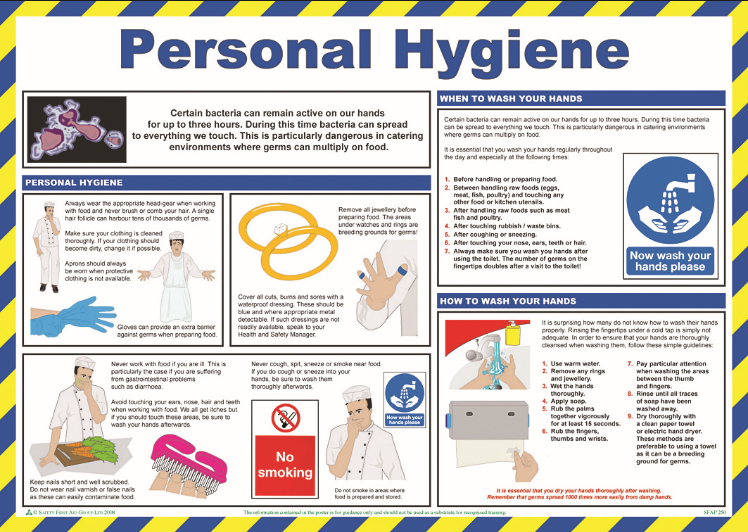 Personal Hygiene
Certain bacteria can remain active on our hands
for up to three hours. During this time bacteria can spread
to everything we touch. This is particularly dangerous in catering
environments where germs can multiply on food.
PERSONAL HYGIENE
Always wear the appropriate head-gear when working
with food and never brush or comb your hair. A single
hair follicle can harbour tens of thousands of germs.
Make sure your clothing is cleaned
thoroughly. If your clothing should
become dirty, change it if possible.
Aprons should always
be worn when protective
clothing is not available.
Gloves can provide an extra barrier
against germs when preparing food.
Remove all jewellery before
preparing food. The areas
under watches and rings are
breeding grounds for germs!
Cover all cuts, burns and sores with a
waterproof dressing. These should be
blue and where appropriate metal
detectable. If such dressings are not
readily available, speak to your
Health and Safety Manager.
Never work with food if you are ill This is
particularly the case if you are suffering
from gastrointestinal problems
such as diarrhoea.
Avoid touching your ears, nose, hair and teeth
when working with food. We all get itches but
if you should touch these areas, be sure to
wash your hands afterwards.
Keep nails short and well scrubbed.
Do not wear nail varnish or false nails
as these can easily contaminate food.
Never cough, spit, sneeze or smoke near food.
If you do cough or sneeze into your
hands, be sure to wash them
thoroughly afterwards.
Now wash your
hands please
No
smoking
Do not smoke in areas where
food is prepared and stored.
WHEN TO WASH YOUR HANDS
Certain bacteria can remain active on our hands for up to three hours. During this time bacteria
can be spread to everything we touch. This is particularly dangerous in catering environments
where germs can multiply on food.
It is essential that you wash your hands regularly throughout
the day and especially at the following times:
1. Before handling or preparing food.
2. Between handling raw foods (eggs,
meat, fish, poultry) and touching any
other food or kitchen utensils.
3. After handling raw foods such as meat
fish and poultry.
4. After touching rubbish / waste bins.
5. After coughing or sneezing.
6. After touching your nose, ears, teeth or hair.
7. Always make sure you wash you hands after
using the toilet. The number of germs on the
fingertips doubles after a visit to the toilet!
Now wash your
hands please
HOW TO WASH YOUR HANDS
It is surprising how many do not know how to wash their hands
properly. Rinsing the fingertips under a cold tap is simply not
adequate. In order to ensure that your hands are thoroughly
cleansed when washing them, follow these simple guidelines:
1. Use warm water.
2. Remove any rings
and jewellery.
3. Wet the hands
thoroughly.
4. Apply soap.
5. Rub the palms
together vigorously
for at least 15 seconds.
6. Rub the fingers,
thumbs and wrists.
7. Pay particular attention
when washing the areas
between the thumb
and fingers.
8. Rinse until all traces
of soap have been
washed away.
9. Dry thoroughly with
a clean paper towel
or electric hand dryer.
These methods are
preferable to using a towel
as it can be a breeding
ground for germs.
It is essential that you dry your hands thoroughly after washing.
Remember that germs spread 1000 times more easily from damp hands.
© SAFETY FIRST AID GROUP LTD 2006
The information contained in the poster is for guidance only and should not be used as a substitute for recognised training.
SFAP 250